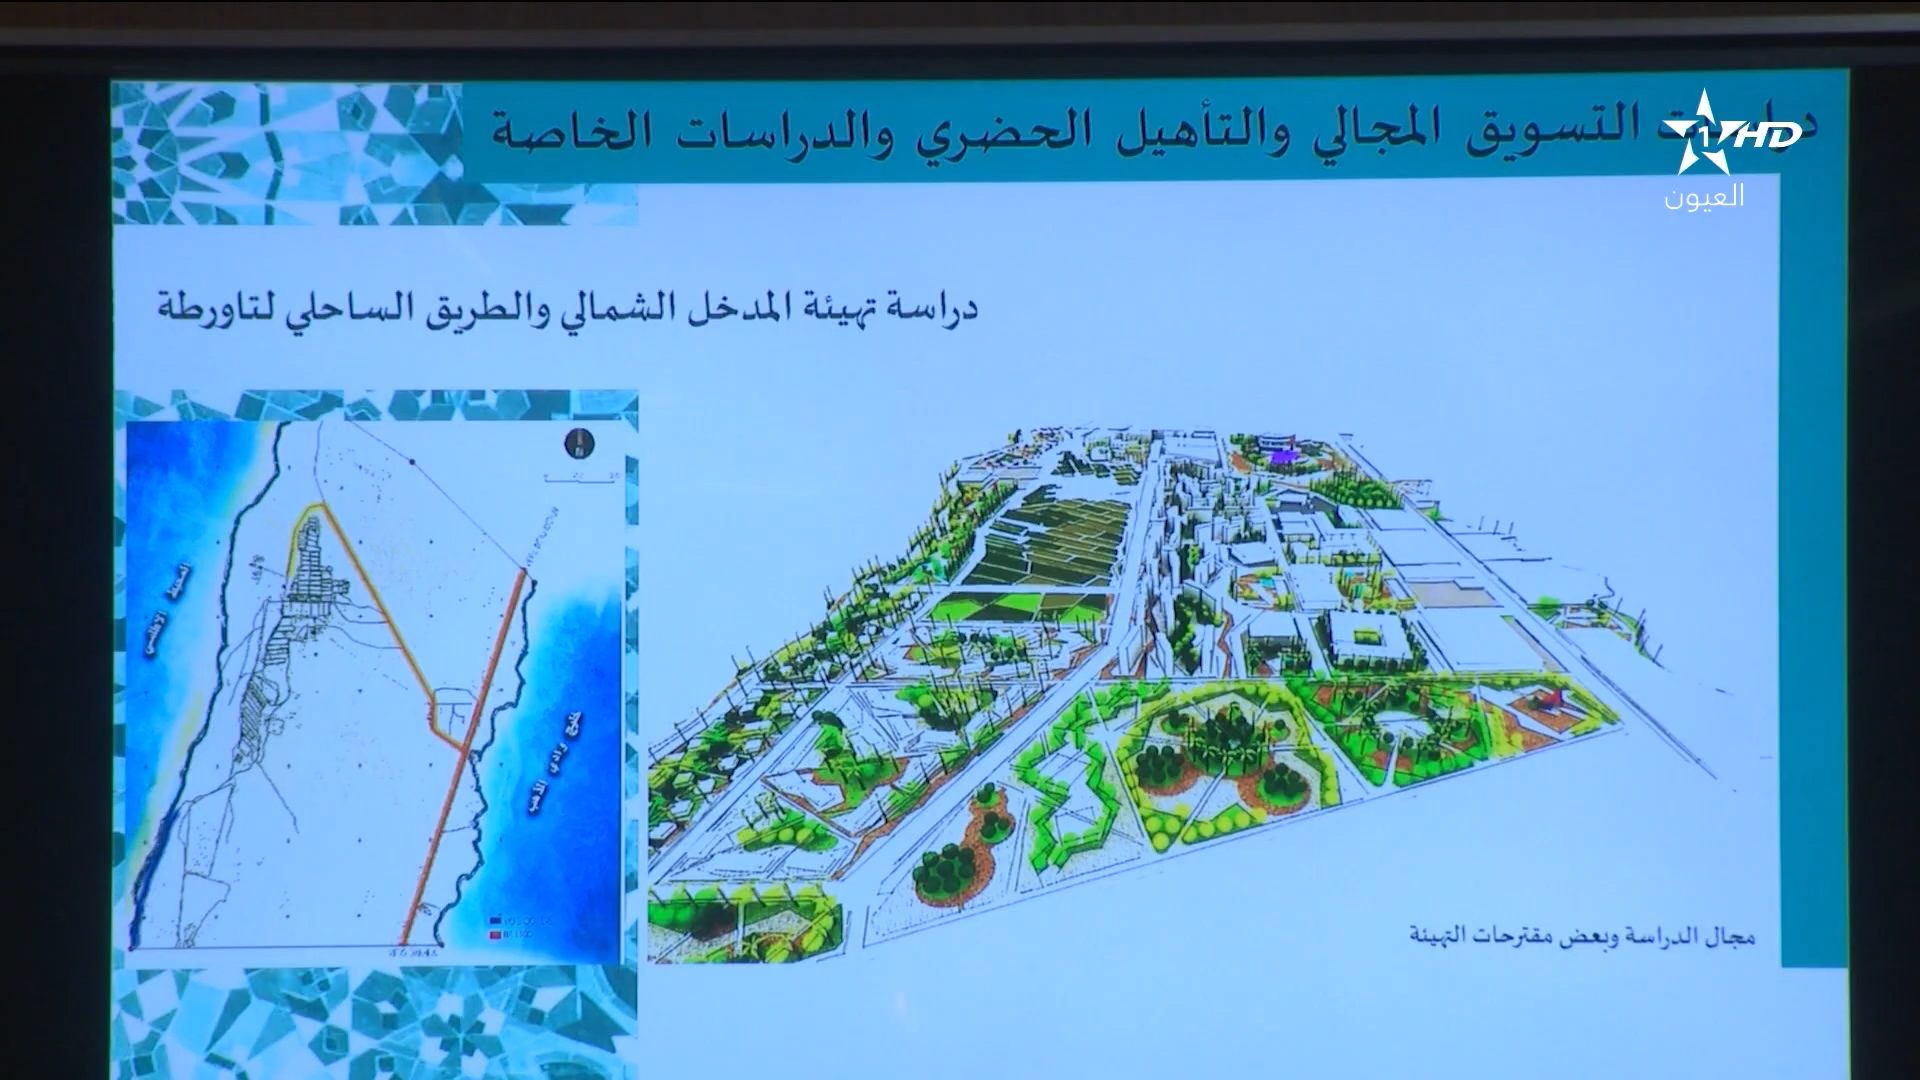 دراسات التسويق المجالي والتأهيل الحضري والدراسات الخاصة
1 HD
العيون
دراسة تهيئة المدخل الشمالي والطريق الساحلي لتاورطة
المحيط الأطلسي
خليج وادي الذهب
مجال الدراسة وبعض مقترحات التهيئة